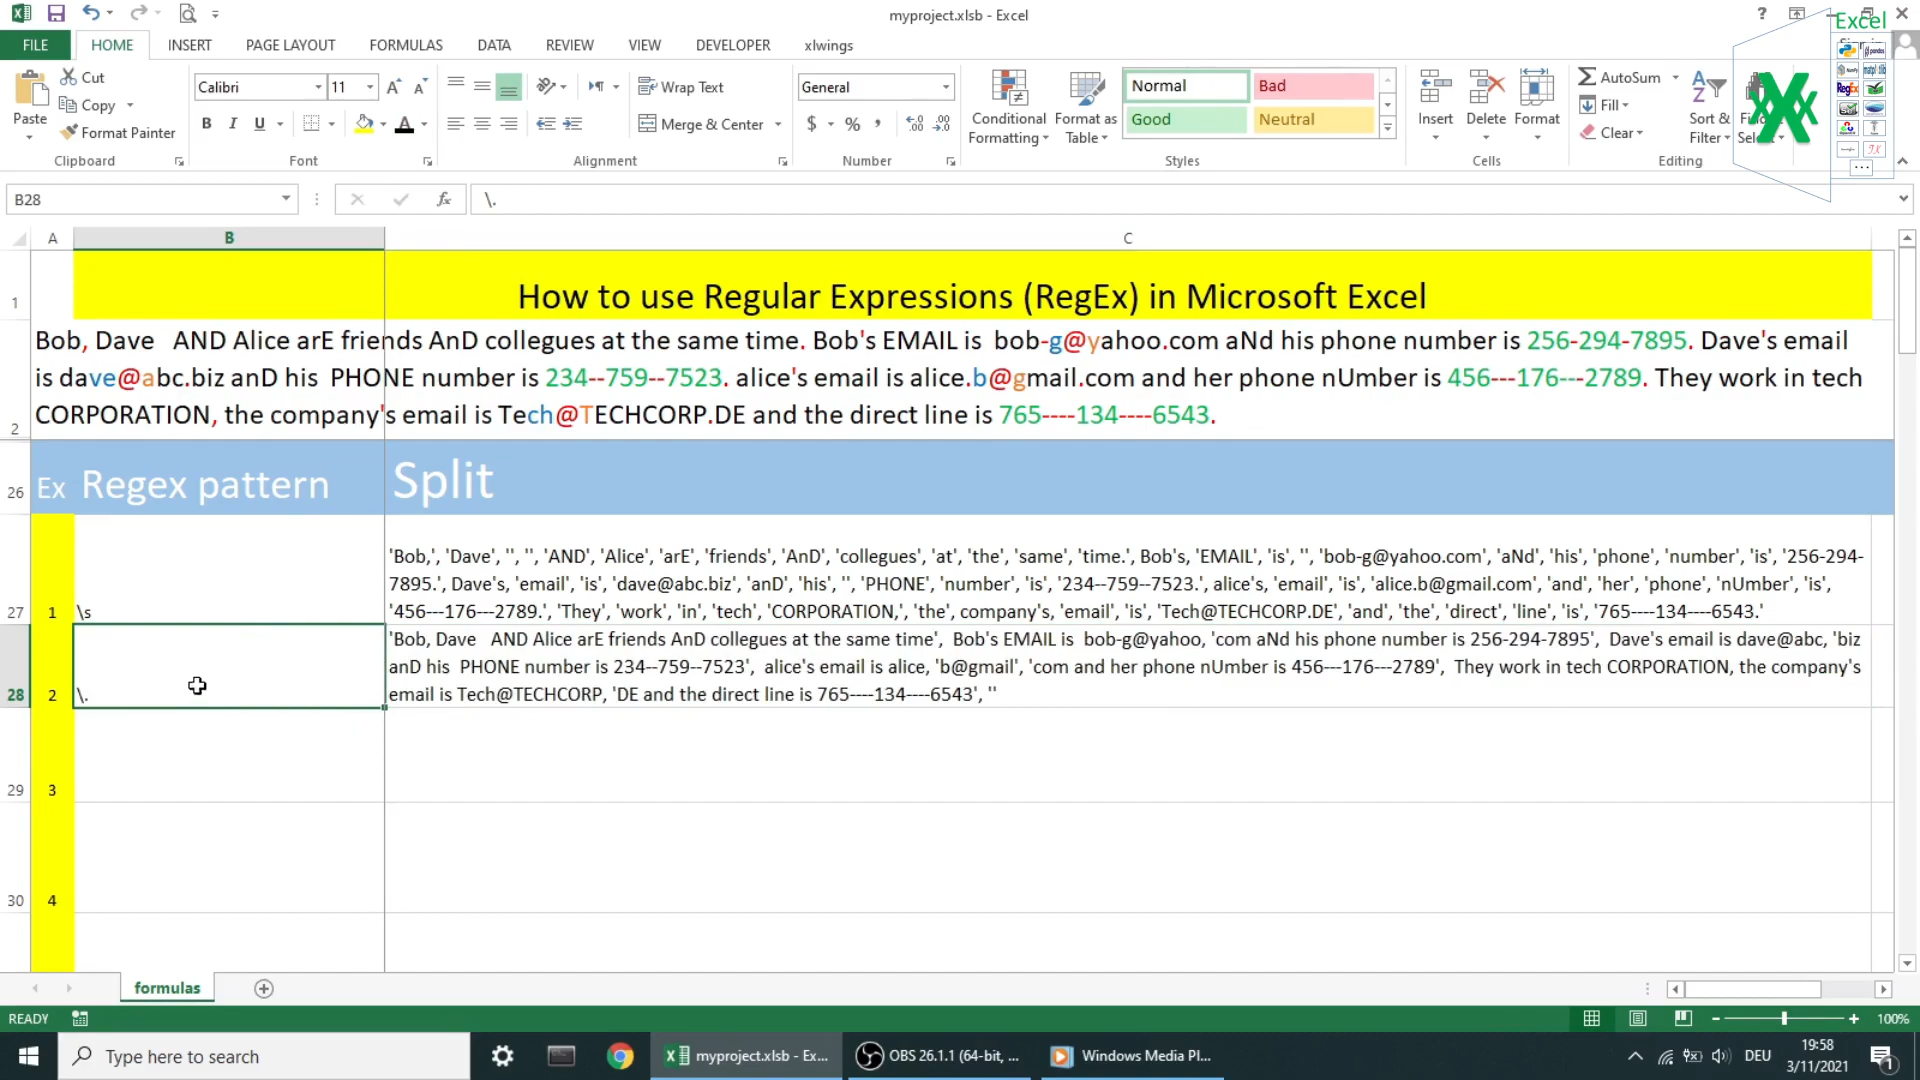 myproject.xlsb - Excel
?
Excel
FILE HOME INSERT PAGE LAYOUT FORMULAS DATA REVIEW VIEW DEVELOPER xlwings
Paste
Cut
Copy
Format Painter
Clipboard
Calibri 11
B I U
Font
Wrap Text
Merge & Center
Alignment
General
$ % ,
Number
Conditional Formatting
Format as Table
Normal Bad
Good Neutral
Styles
Insert Delete Format
Cells
AutoSum
Fill
Clear
Sort & Filter
Editing
B28 fx \.
A B C
1 How to use Regular Expressions (RegEx) in Microsoft Excel
Bob, Dave   AND Alice arE friends AnD collegues at the same time. Bob's EMAIL is  bob-g@yahoo.com aNd his phone number is 256-294-7895. Dave's email
is dave@abc.biz anD his  PHONE number is 234--759--7523. alice's email is alice.b@gmail.com and her phone nUmber is 456---176---2789. They work in tech
2 CORPORATION, the company's email is Tech@TECHCORP.DE and the direct line is 765----134----6543.
26 Ex Regex pattern Split
'Bob,', 'Dave', '', '', 'AND', 'Alice', 'arE', 'friends', 'AnD', 'collegues', 'at', 'the', 'same', 'time.', Bob's, 'EMAIL', 'is', '', 'bob-g@yahoo.com', 'aNd', 'his', 'phone', 'number', 'is', '256-294-
7895.', Dave's, 'email', 'is', 'dave@abc.biz', 'anD', 'his', '', 'PHONE', 'number', 'is', '234--759--7523.', alice's, 'email', 'is', 'alice.b@gmail.com', 'and', 'her', 'phone', 'nUmber', 'is',
27 1 \s '456---176---2789.', 'They', 'work', 'in', 'tech', 'CORPORATION,', 'the', company's, 'email', 'is', 'Tech@TECHCORP.DE', 'and', 'the', 'direct', 'line', 'is', '765----134----6543.'
'Bob, Dave   AND Alice arE friends AnD collegues at the same time',  Bob's EMAIL is  bob-g@yahoo, 'com aNd his phone number is 256-294-7895',  Dave's email is dave@abc, 'biz
anD his  PHONE number is 234--759--7523',  alice's email is alice, 'b@gmail', 'com and her phone nUmber is 456---176---2789',  They work in tech CORPORATION, the company's
28 2 \. email is Tech@TECHCORP, 'DE and the direct line is 765----134----6543', ''
29 3
30 4
formulas
READY 100%
Type here to search
myproject.xlsb - Ex...
OBS 26.1.1 (64-bit, ...
Windows Media Pl...
DEU
19:58
3/11/2021
1